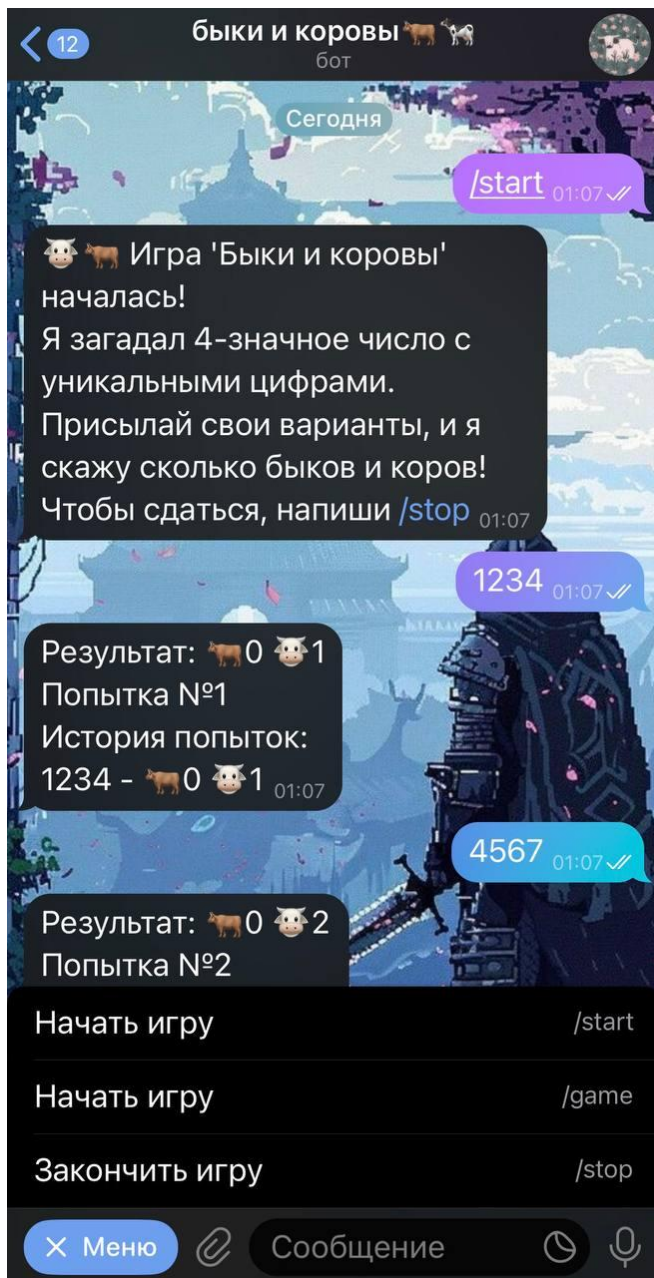 12
быки и коровы🐂🐄
бот
Сегодня
/start 01:07
🐮🐂 Игра 'Быки и коровы'
началась!
Я загадал 4-значное число с
уникальными цифрами.
Присылай свои варианты, и я
скажу сколько быков и коров!
Чтобы сдаться, напиши /stop 01:07
1234 01:07
Результат: 🐂0 🐮1
Попытка №1
История попыток:
1234 - 🐂0 🐮1 01:07
4567 01:07
Результат: 🐂0 🐮2
Попытка №2
Начать игру /start
Начать игру /game
Закончить игру /stop
Меню Сообщение